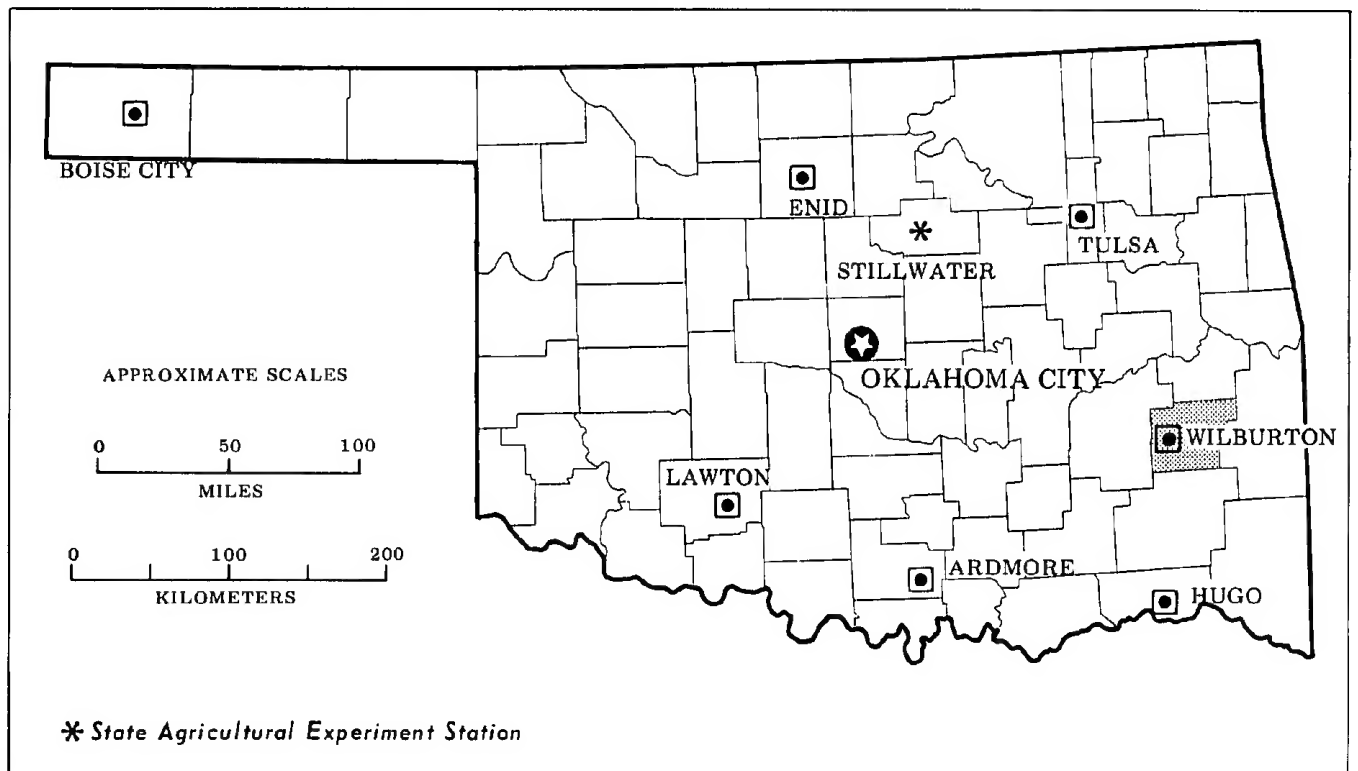 BOISE CITY
ENID
TULSA
STILLWATER
OKLAHOMA CITY
APPROXIMATE SCALES
0 50 100
MILES
WILBURTON
LAWTON
0 100 200
KILOMETERS
ARDMORE
HUGO
* State Agricultural Experiment Station